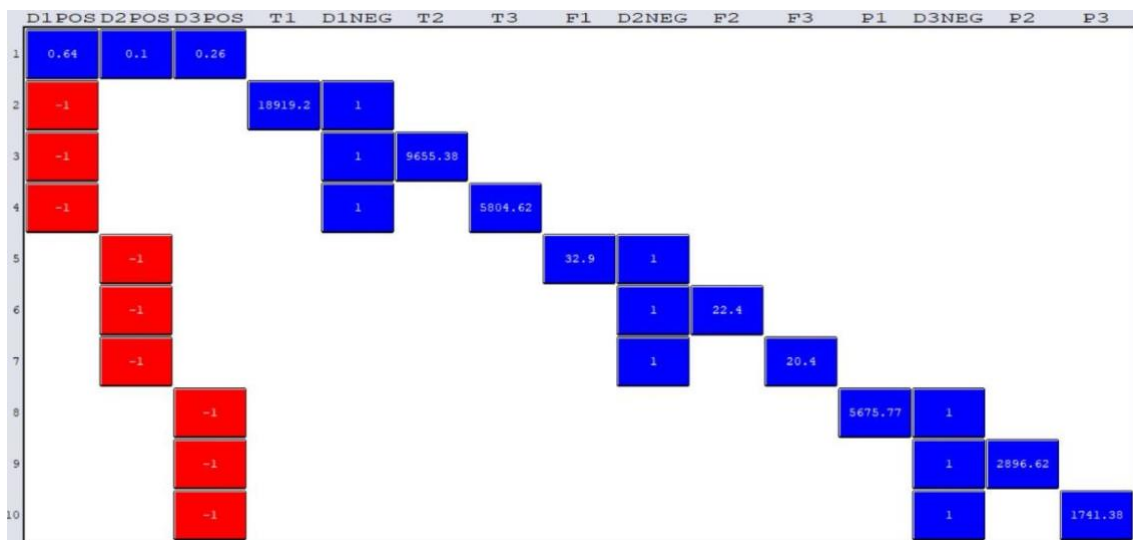 D1POS D2POS D3POS T1 D1NEG T2 T3 F1 D2NEG F2 F3 P1 D3NEG P2 P3
1 0.64 0.1 0.26
2 -1 18919.2 1
3 -1 1 9655.38
4 -1 1 5804.62
5 -1 32.9 1
6 -1 1 22.4
7 -1 1 20.4
8 -1 5675.77 1
9 -1 1 2896.62
10 -1 1 1741.38